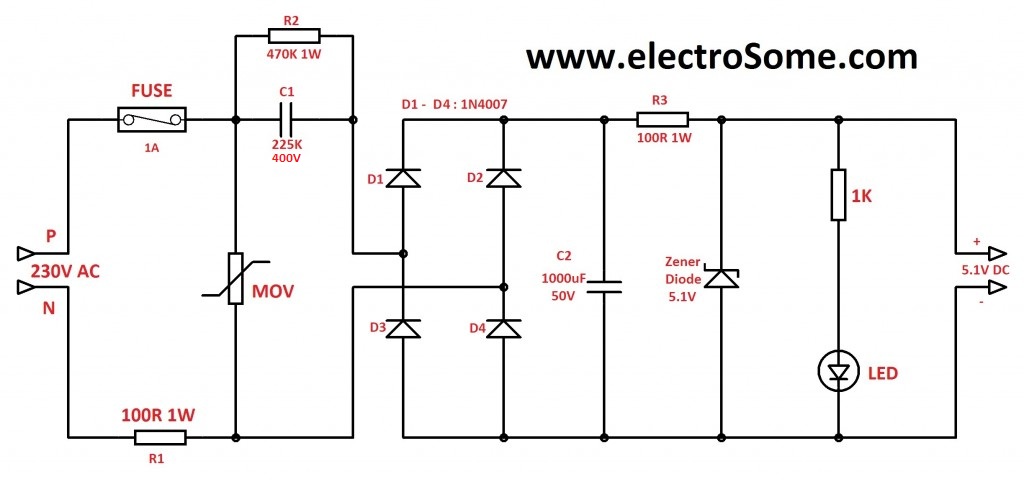 R2
470K 1W
www.electroSome.com
FUSE
1A
C1
225K
400V
D1 - D4 : 1N4007
R3
100R 1W
D1
D2
1K
P
230V AC
N
MOV
C2
1000uF
50V
Zener
Diode
5.1V
+
5.1V DC
-
D3
D4
LED
100R 1W
R1